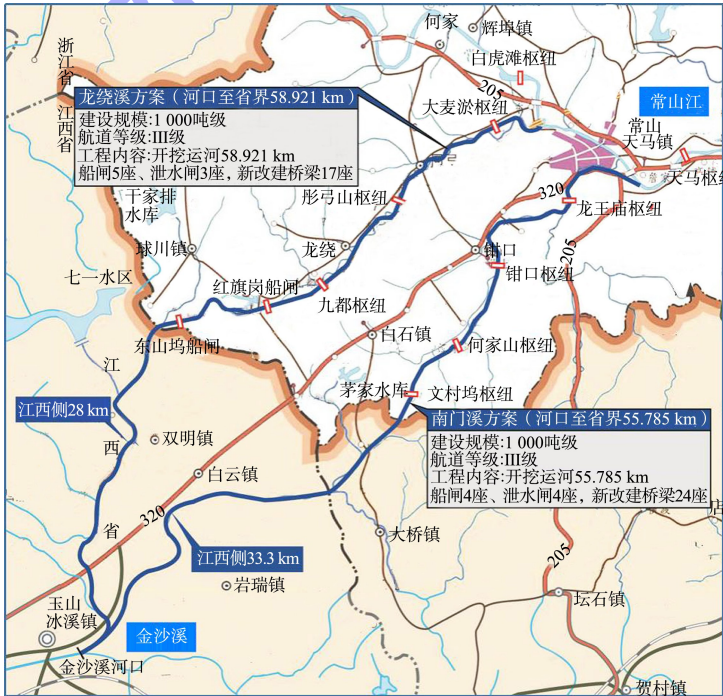 何家
辉埠镇
浙江省
白虎滩枢纽
205
龙绕溪方案（河口至省界58.921 km）
建设规模:1 000吨级
航道等级:III级
工程内容:开挖运河58.921 km
船闸5座、泄水闸3座，新改建桥梁17座
大麦淤枢纽
常山江
江西省
常山
天马镇
天马枢
320
干家排
水库
彤弓山枢纽
龙王庙枢纽
球川镇
龙绕
钳口
205
钳口枢纽
七一水区
红旗岗船闸
九都枢纽
白石镇
东山坞船闸
何家山枢纽
江西省
茅家水库
文村坞枢纽
江西侧28 km
南门溪方案（河口至省界55.785 km）
建设规模:1 000吨级
航道等级:III级
工程内容:开挖运河55.785 km
船闸4座、泄水闸4座，新改建桥梁24座
双明镇
白云镇
320
店
大桥镇
江西侧33.3 km
205
岩瑞镇
坛石镇
玉山
冰溪镇
金沙溪
金沙溪河口
贺村镇